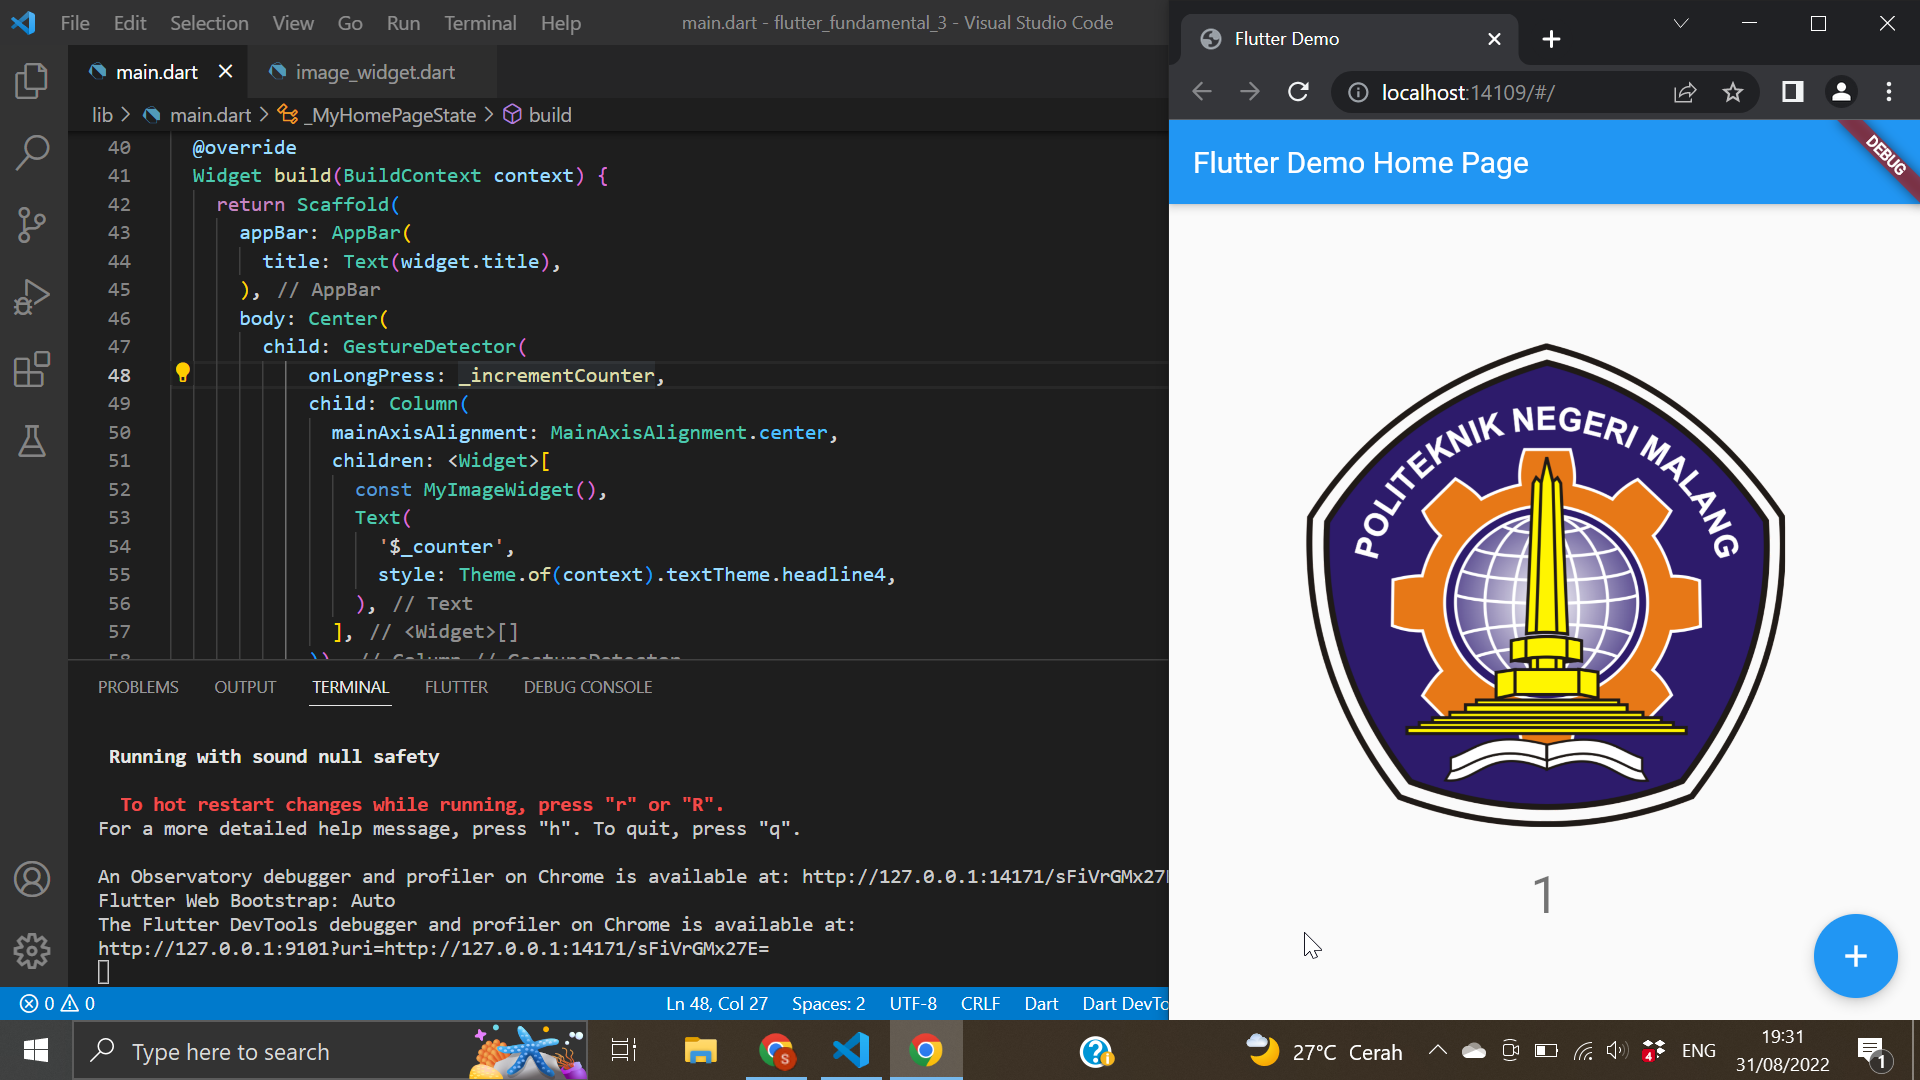 File Edit Selection View Go Run Terminal Help
main.dart - flutter_fundamental_3 - Visual Studio Code
main.dart
image_widget.dart
lib > main.dart > _MyHomePageState > build
40 @override
41 Widget build(BuildContext context) {
42 return Scaffold(
43 appBar: AppBar(
44 title: Text(widget.title),
45 ), // AppBar
46 body: Center(
47 child: GestureDetector(
48 onLongPress: _incrementCounter,
49 child: Column(
50 mainAxisAlignment: MainAxisAlignment.center,
51 children: <Widget>[
52 const MyImageWidget(),
53 Text(
54 '$_counter',
55 style: Theme.of(context).textTheme.headline4,
56 ), // Text
57 ], // <Widget>[]
58 )) // Column // GestureDetector
PROBLEMS OUTPUT TERMINAL FLUTTER DEBUG CONSOLE
Running with sound null safety
To hot restart changes while running, press "r" or "R".
For a more detailed help message, press "h". To quit, press "q".
An Observatory debugger and profiler on Chrome is available at: http://127.0.0.1:14171/sFiVrGMx27
Flutter Web Bootstrap: Auto
The Flutter DevTools debugger and profiler on Chrome is available at:
http://127.0.0.1:9101?uri=http://127.0.0.1:14171/sFiVrGMx27E=
0 0
Ln 48, Col 27 Spaces: 2 UTF-8 CRLF Dart Dart DevTo
Flutter Demo
localhost:14109/#/
Flutter Demo Home Page
DEBUG
POLITEKNIK NEGERI MALANG
1
+
Type here to search
S
27°C Cerah
4
ENG
19:31
31/08/2022
1